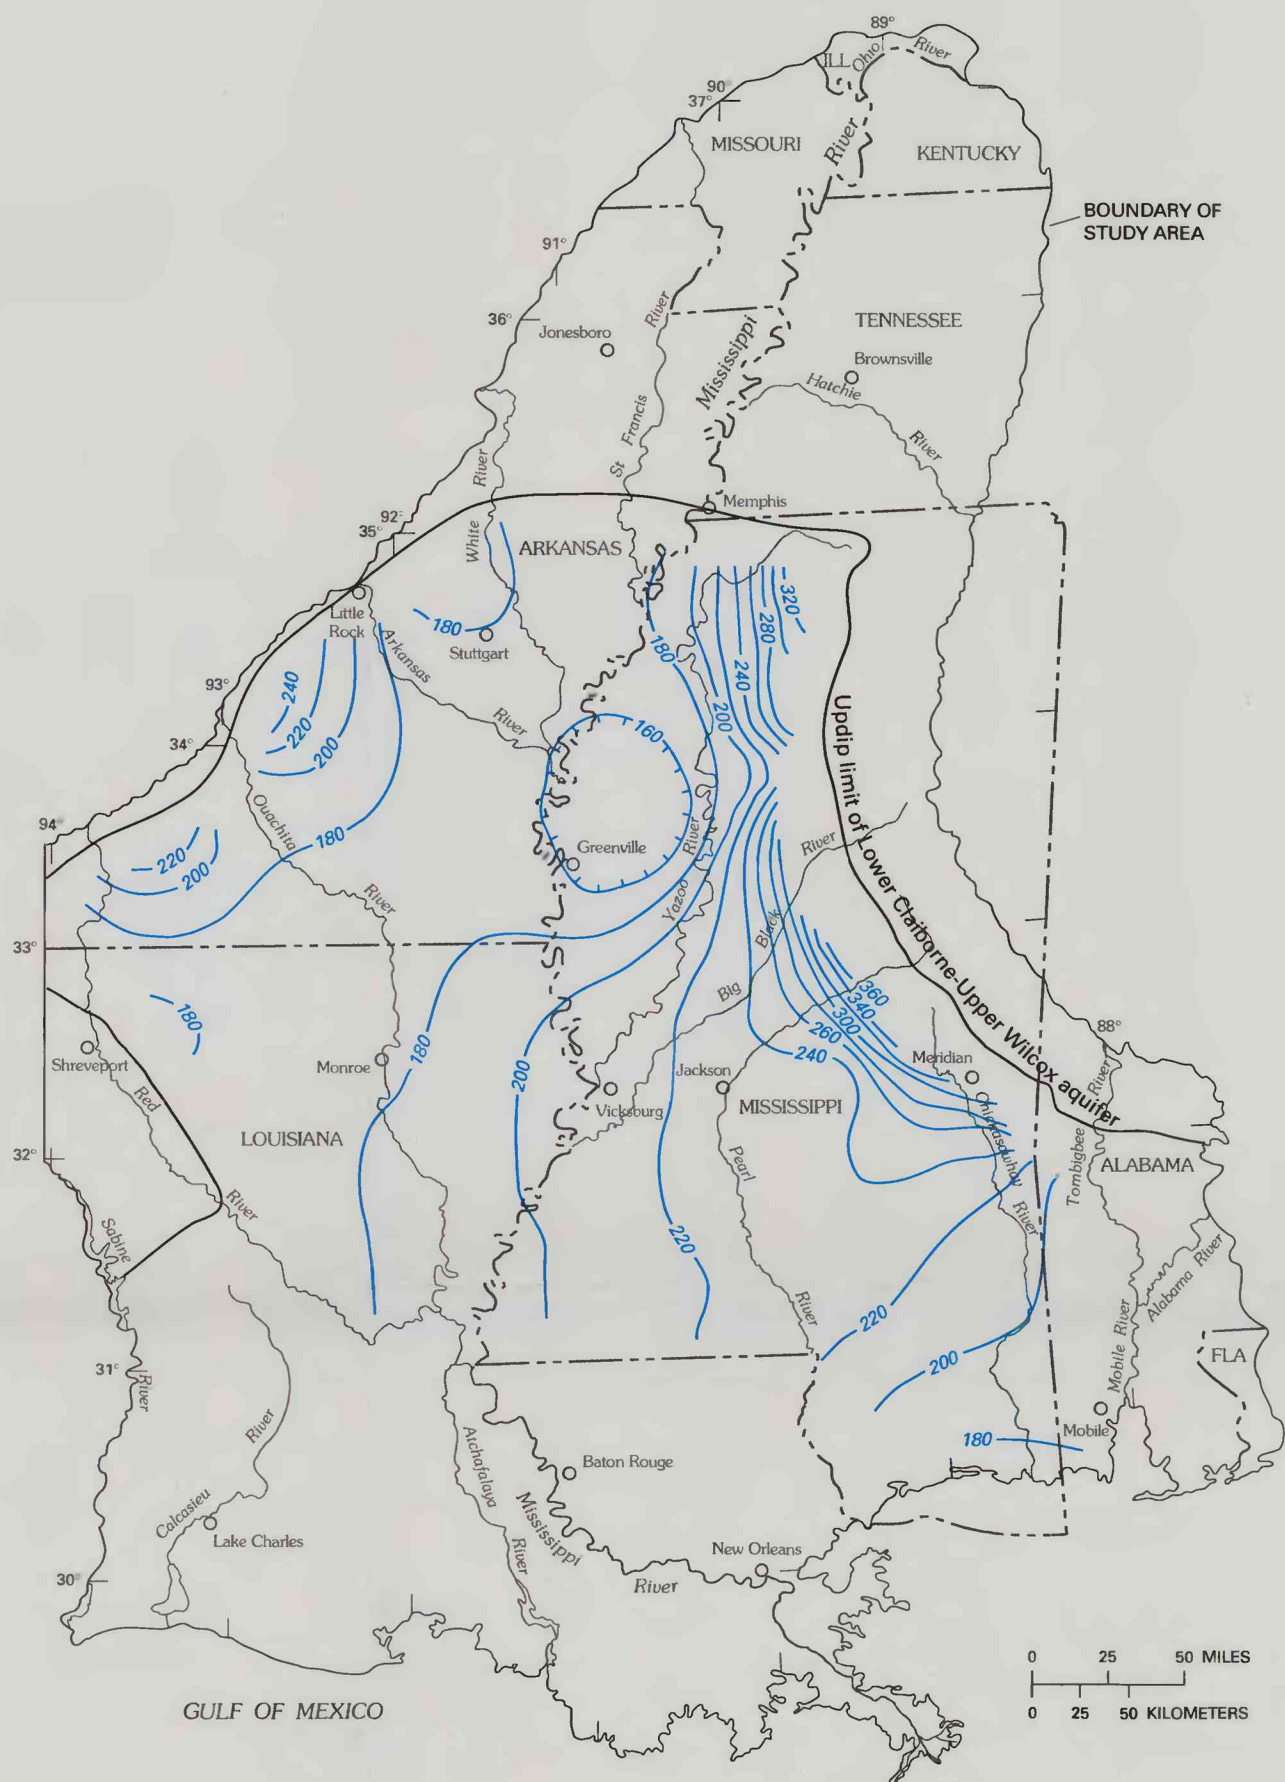 89°
ILL
Ohio River
90°
37°
MISSOURI
River
KENTUCKY
BOUNDARY OF
STUDY AREA
91°
36°
Jonesboro
River
TENNESSEE
Mississippi
Brownsville
Hatchie
St Francis
River
River
White
Memphis
92°
35°
ARKANSAS
320
280
180
Little
Rock
180
Stuttgart
Arkansas
River
240
200
93°
240
220
200
34°
160
Updip limit of Lower Claiborne-Upper Wilcox aquifer
Ouachita
River
94°
180
220
200
Greenville
River
Yazoo
River
Black
Big
33°
360
340
300
260
240
180
180
200
88°
Shreveport
Red
River
Monroe
Jackson
Meridian
Vicksburg
MISSISSIPPI
Chickasawhay
River
River
Tombigbee
LOUISIANA
32°
Pearl
River
ALABAMA
Sabine
River
220
220
Alabama River
Mobile River
31°
200
FLA
River
Calcasieu
Atchafalaya
River
180
Mobile
Baton Rouge
Mississippi
River
Lake Charles
New Orleans
30°
0 25 50 MILES
0 25 50 KILOMETERS
GULF OF MEXICO